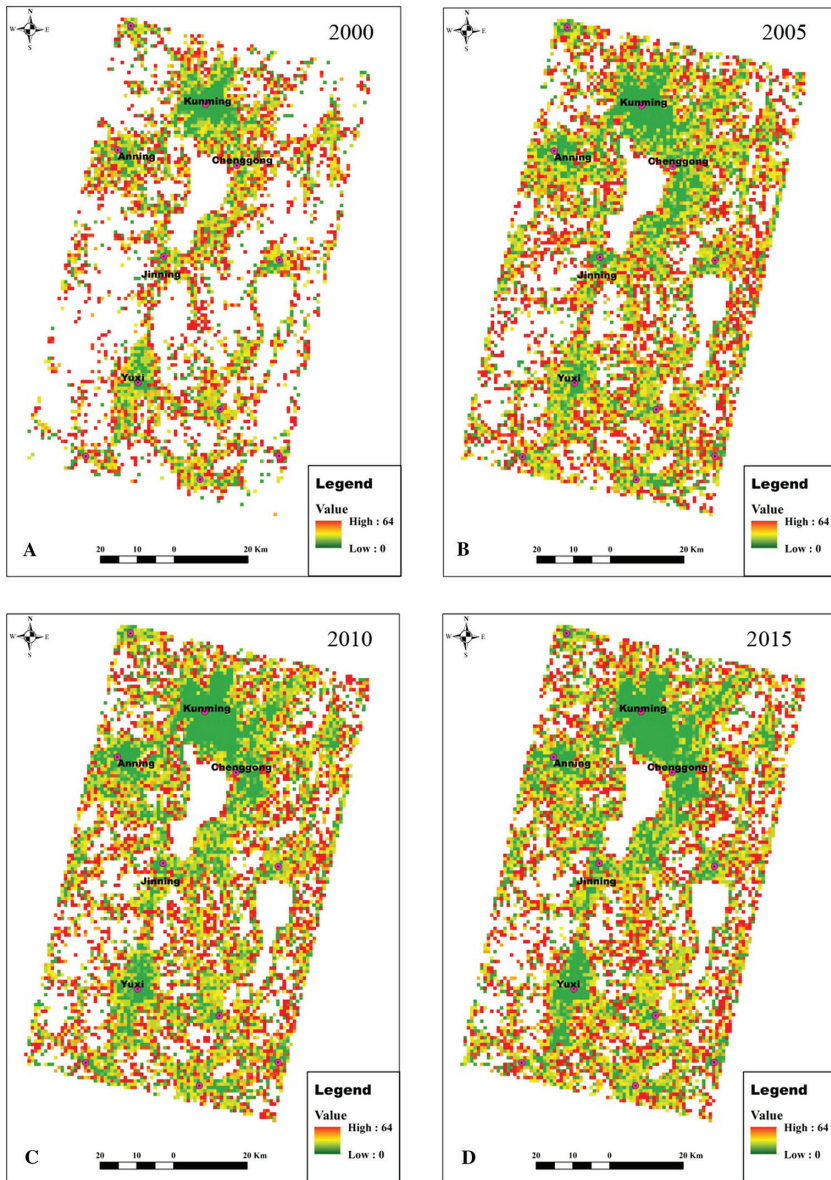 N
W E
S
2000
Kunming
Anning
Chenggong
Jinning
Yuxi
Legend
Value
High : 64
Low : 0
A
20 10 0 20 Km
N
W E
S
2005
Kunming
Anning
Chenggong
Jinning
Yuxi
Legend
Value
High : 64
Low : 0
B
20 10 0 20 Km
N
W E
S
2010
Kunming
Anning
Chenggong
Jinning
Yuxi
Legend
Value
High : 64
Low : 0
C
20 10 0 20 Km
N
W E
S
2015
Kunming
Anning
Chenggong
Jinning
Yuxi
Legend
Value
High : 64
Low : 0
D
20 10 0 20 Km